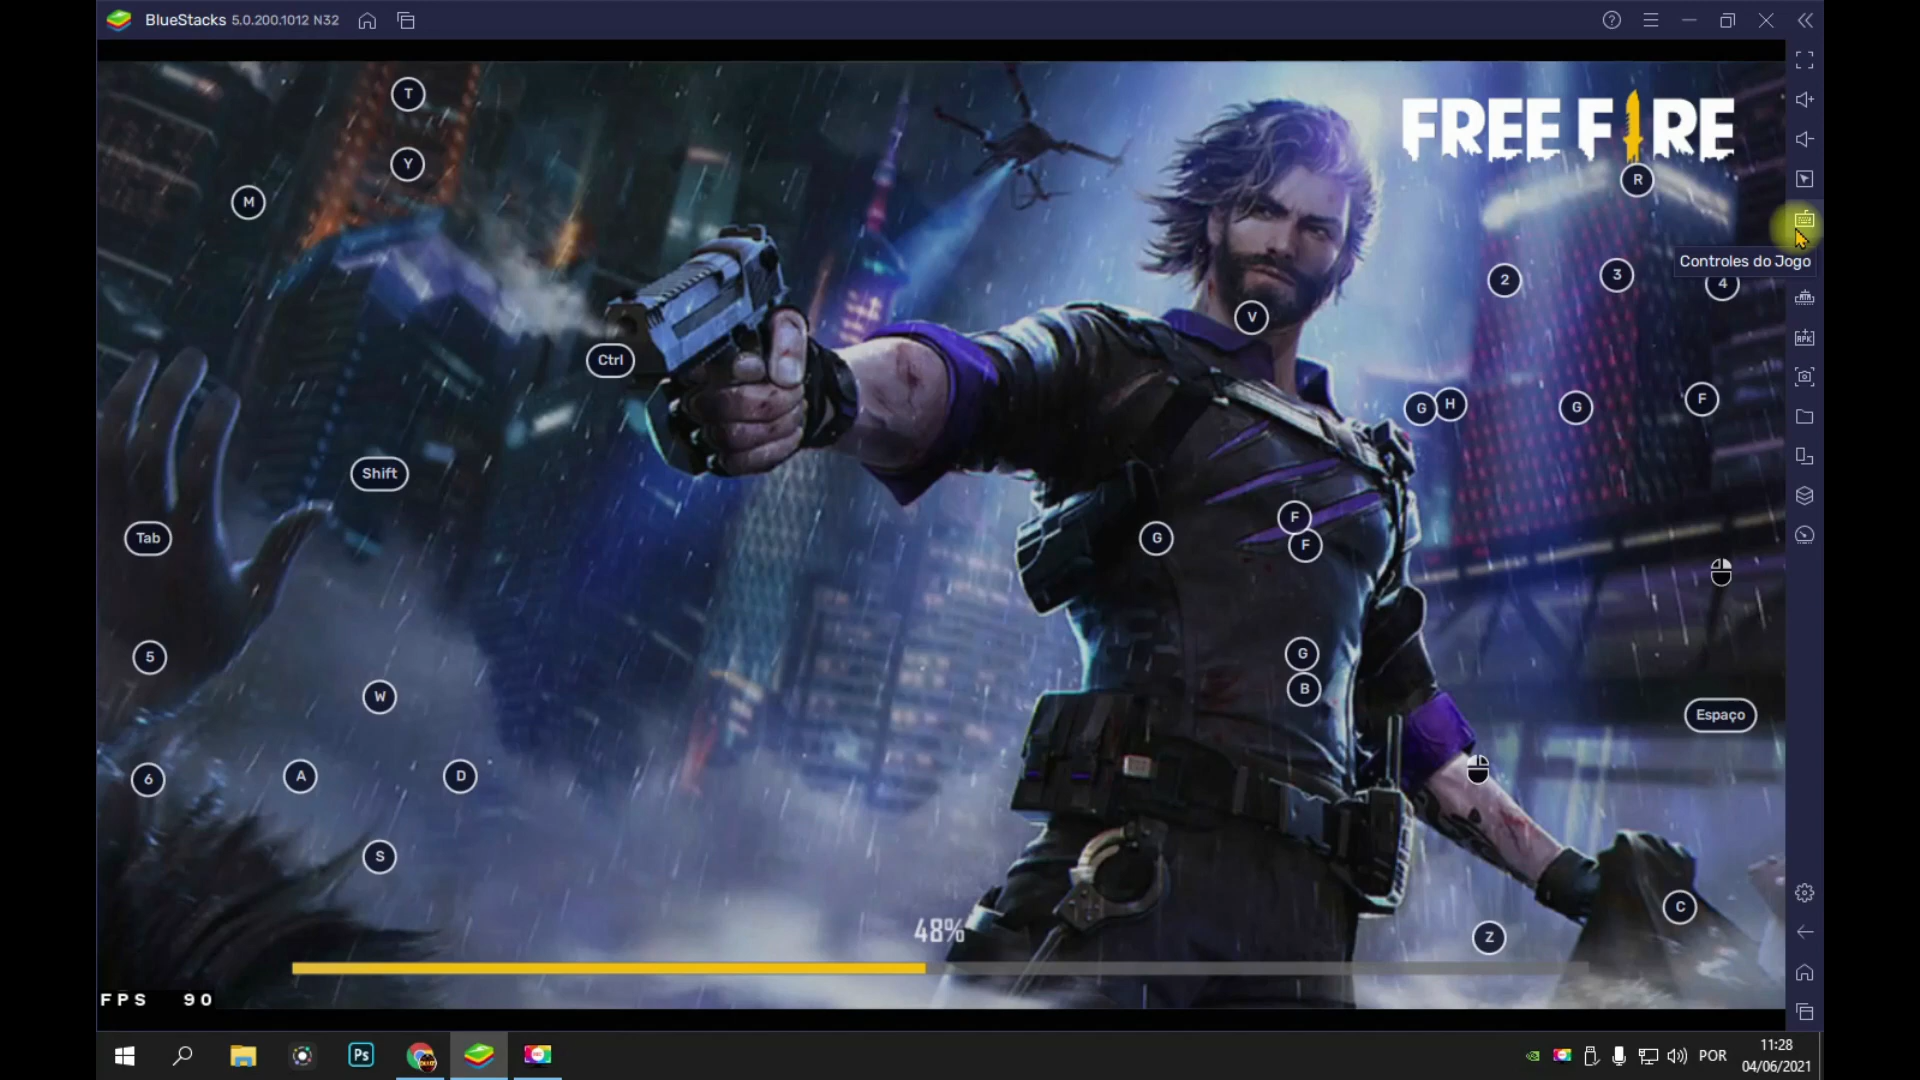 BlueStacks 5.0.200.1012 N32
T
FREE FIRE
Y
R
M
Controles do Jogo
2
3
4
V
Ctrl
G
H
G
F
Shift
F
Tab
G
F
G
5
B
W
Espaço
6
A
D
S
C
48%
Z
FPS 90
Ps
POR
11:28
04/06/2021